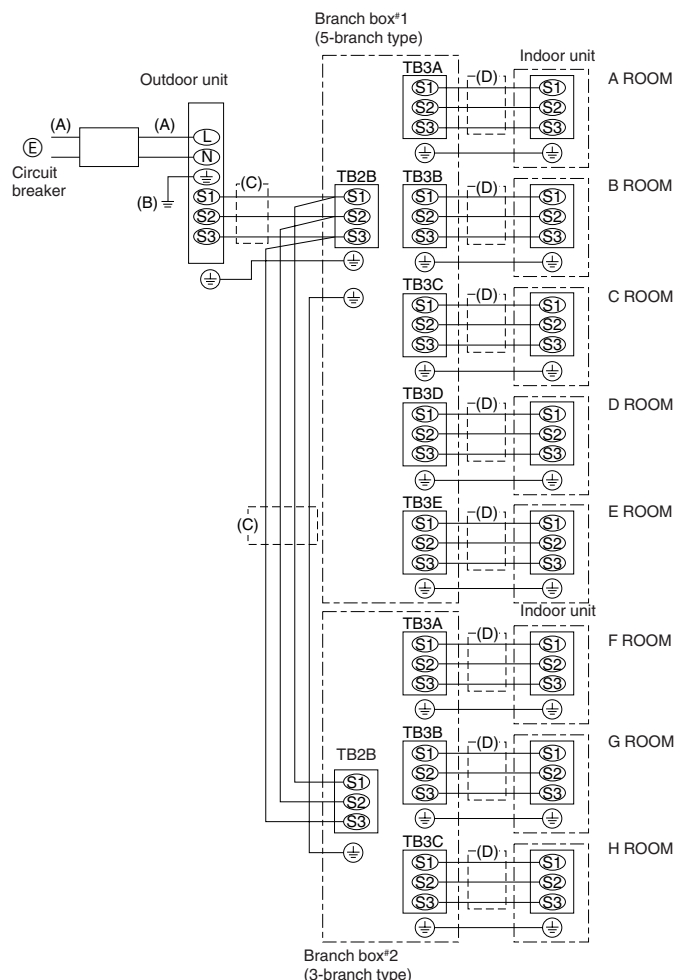 Branch box#1
(5-branch type)
Indoor unit
Outdoor unit
TB3A
(D)
A ROOM
S1 S1
S2 S2
S3 S3
(A) (A)
L
E
N
Circuit
breaker
(B)
(C)
S1
S2
S3
TB2B
S1
S2
S3
TB3B
(D)
B ROOM
S1 S1
S2 S2
S3 S3
TB3C
(D)
C ROOM
S1 S1
S2 S2
S3 S3
TB3D
(D)
D ROOM
S1 S1
S2 S2
S3 S3
(C)
TB3E
(D)
E ROOM
S1 S1
S2 S2
S3 S3
Indoor unit
TB3A
(D)
F ROOM
S1 S1
S2 S2
S3 S3
TB2B
S1
S2
S3
TB3B
(D)
G ROOM
S1 S1
S2 S2
S3 S3
TB3C
(D)
H ROOM
S1 S1
S2 S2
S3 S3
Branch box#2
(3-branch type)